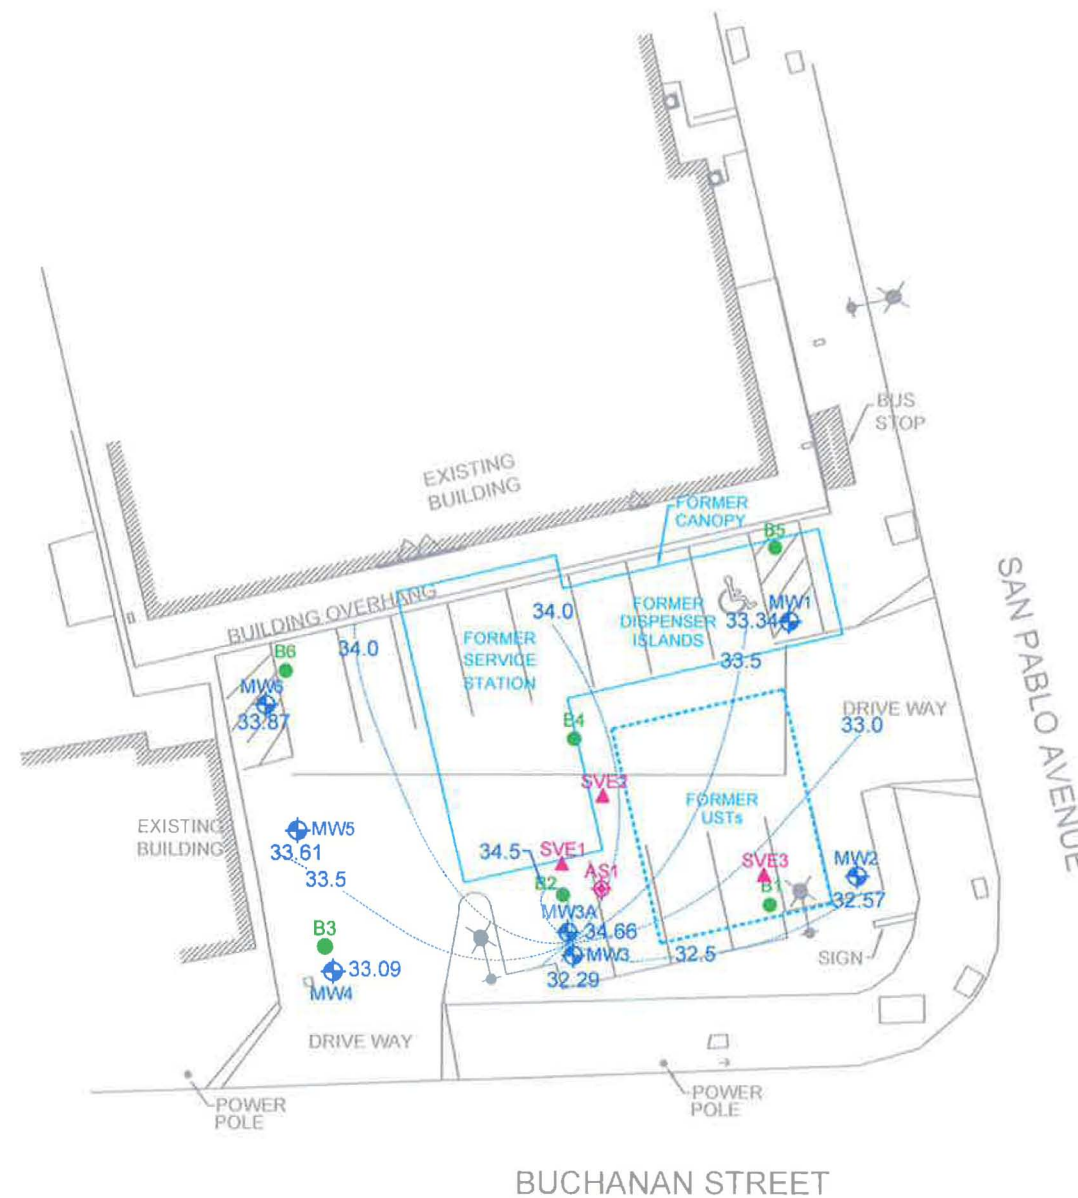 BUS
STOP
EXISTING
BUILDING
FORMER
CANOPY
B5
SAN PABLO AVENUE
BUILDING OVERHANG
34.0
FORMER
DISPENSER
ISLANDS
33.34
MW1
34.0
FORMER
SERVICE
STATION
33.5
B6
MW6
33.87
B4
DRIVE WAY
33.0
SVE2
FORMER
USTs
EXISTING
BUILDING
MW5
33.61
33.5
34.5
SVE1
AS1
SVE3
MW2
32.57
B2
B1
MW3A
34.66
B3
MW3
32.29
32.5
SIGN
33.09
MW4
DRIVE WAY
POWER
POLE
POWER
POLE
BUCHANAN STREET